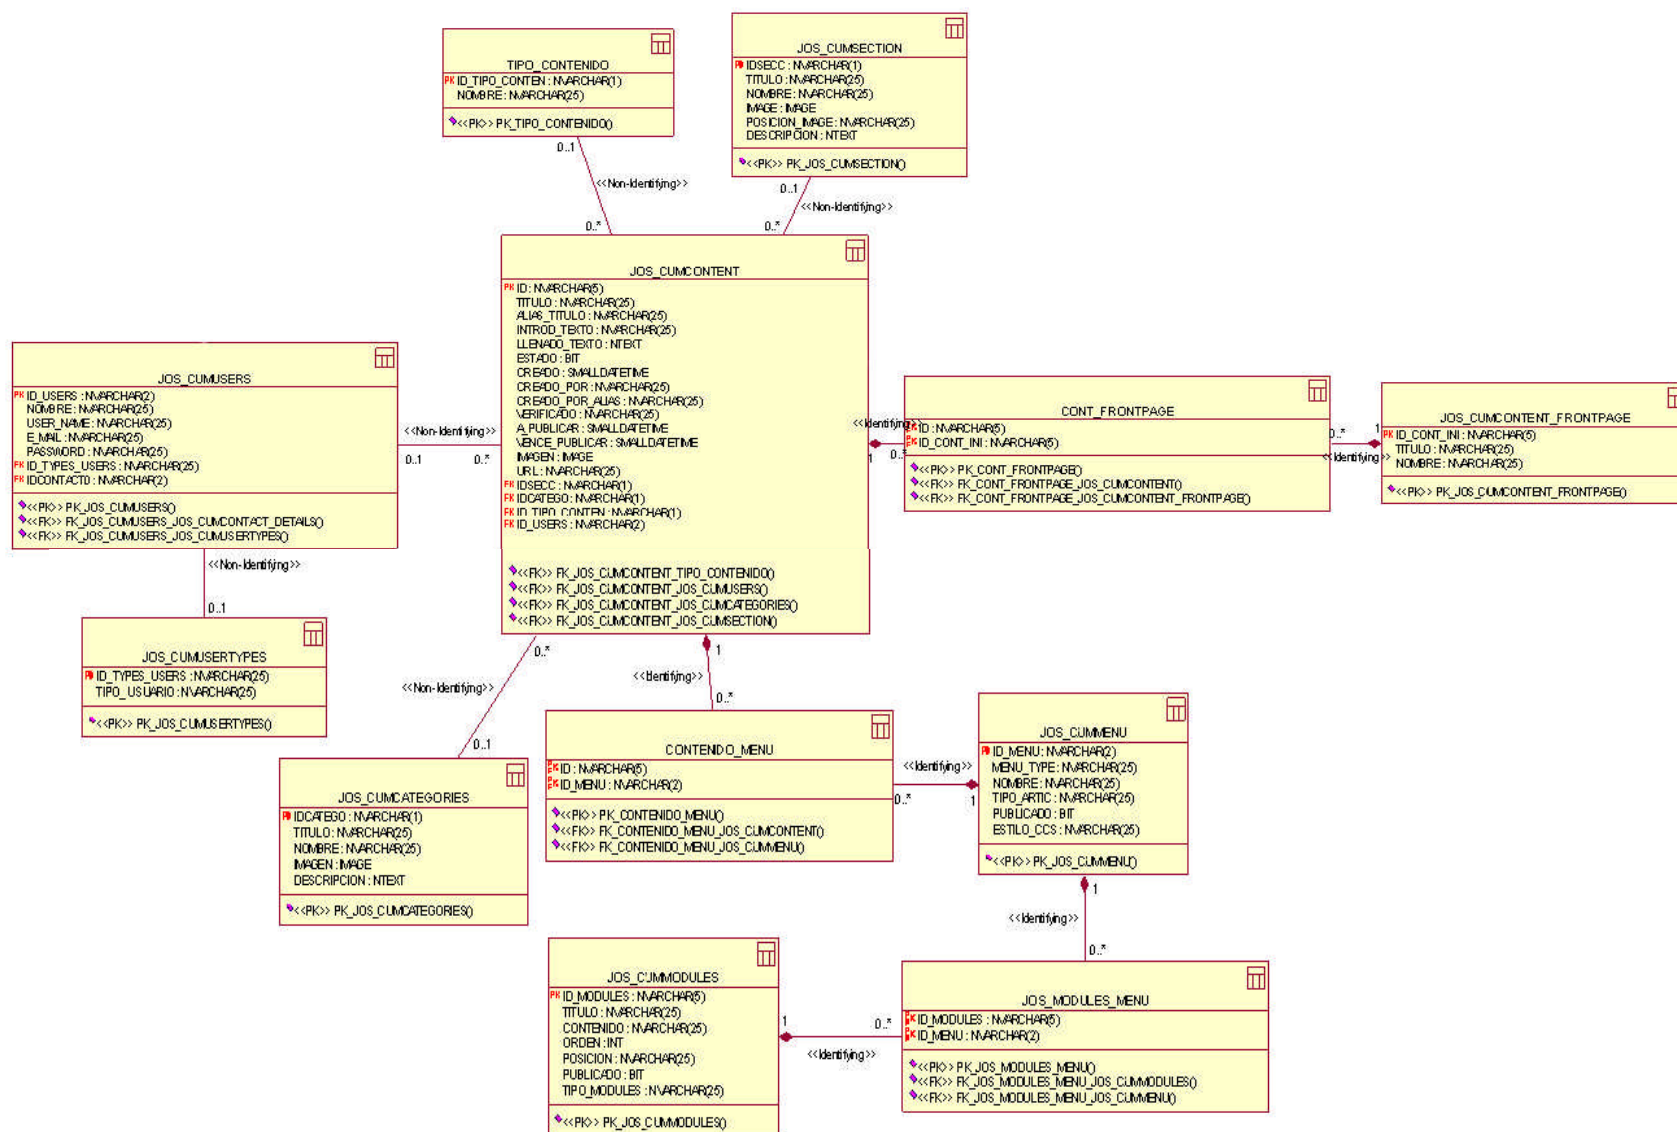 TIPO_CONTENIDO
PK ID_TIPO_CONTEN : NVARCHAR(1)
NOMBRE : NVARCHAR(25)
<<PK>> PK_TIPO_CONTENIDO()
JOS_CUMSECTION
IDSECC : NVARCHAR(1)
TITULO : NVARCHAR(25)
NOMBRE : NVARCHAR(25)
IMAGE : IMAGE
POSICION_IMAGE : NVARCHAR(25)
DESCRIPCION : NTEXT
<<PK>> PK_JOS_CUMSECTION()
0..1
<<Non-Identifying>>
0..*
0..1
<<Non-Identifying>>
0..*
JOS_CUMCONTENT
PK ID : NVARCHAR(5)
TITULO : NVARCHAR(25)
ALIAS_TITULO : NVARCHAR(25)
INTROD_TEXTO : NVARCHAR(25)
LLENADO_TEXTO : NTEXT
ESTADO : BIT
CREADO : SMALLDATETIME
CREADO_POR : NVARCHAR(25)
CREADO_POR_ALIAS : NVARCHAR(25)
VERIFICADO : NVARCHAR(25)
A_PUBLICAR : SMALLDATETIME
VENCE_PUBLICAR : SMALLDATETIME
IMAGEN : IMAGE
URL : NVARCHAR(25)
FK IDSECC : NVARCHAR(1)
FK IDCATEGO : NVARCHAR(1)
FK ID_TIPO_CONTEN : NVARCHAR(1)
FK ID_USERS : NVARCHAR(2)
<<FK>> FK_JOS_CUMCONTENT_TIPO_CONTENIDO()
<<FK>> FK_JOS_CUMCONTENT_JOS_CUMUSERS()
<<FK>> FK_JOS_CUMCONTENT_JOS_CUMCATEGORIES()
<<FK>> FK_JOS_CUMCONTENT_JOS_CUMSECTION()
JOS_CUMUSERS
PK ID_USERS : NVARCHAR(2)
NOMBRE : NVARCHAR(25)
USER_NAME : NVARCHAR(25)
E_MAIL : NVARCHAR(25)
PASSWORD : NVARCHAR(25)
FK ID_TYPES_USERS : NVARCHAR(25)
FK IDCONTACTO : NVARCHAR(2)
<<PK>> PK_JOS_CUMUSERS()
<<FK>> FK_JOS_CUMUSERS_JOS_CUMCONTACT_DETAILS()
<<FK>> FK_JOS_CUMUSERS_JOS_CUMUSERTYPES()
<<Non-Identifying>>
0..1
0..*
CONT_FRONTPAGE
ID : NVARCHAR(5)
ID_CONT_INI : NVARCHAR(5)
<<PK>> PK_CONT_FRONTPAGE()
<<FK>> FK_CONT_FRONTPAGE_JOS_CUMCONTENT()
<<FK>> FK_CONT_FRONTPAGE_JOS_CUMCONTENT_FRONTPAGE()
<<Identifying>>
1
0..*
JOS_CUMCONTENT_FRONTPAGE
PK ID_CONT_INI : NVARCHAR(5)
TITULO : NVARCHAR(25)
NOMBRE : NVARCHAR(25)
<<PK>> PK_JOS_CUMCONTENT_FRONTPAGE()
0..*
1
<<Identifying>>
<<Non-Identifying>>
0..1
JOS_CUMUSERTYPES
ID_TYPES_USERS : NVARCHAR(25)
TIPO_USUARIO : NVARCHAR(25)
<<PK>> PK_JOS_CUMUSERTYPES()
0..*
<<Non-Identifying>>
0..1
1
<<Identifying>>
0..*
JOS_CUMCATEGORIES
IDCATEGO : NVARCHAR(1)
TITULO : NVARCHAR(25)
NOMBRE : NVARCHAR(25)
IMAGEN : IMAGE
DESCRIPCION : NTEXT
<<PK>> PK_JOS_CUMCATEGORIES()
CONTENIDO_MENU
ID : NVARCHAR(5)
ID_MENU : NVARCHAR(2)
<<PK>> PK_CONTENIDO_MENU()
<<FK>> FK_CONTENIDO_MENU_JOS_CUMCONTENT()
<<FK>> FK_CONTENIDO_MENU_JOS_CUMMENU()
<<Identifying>>
0..*
1
JOS_CUMMENU
ID_MENU : NVARCHAR(2)
MENU_TYPE : NVARCHAR(25)
NOMBRE : NVARCHAR(25)
TIPO_ARTIC : NVARCHAR(25)
PUBLICADO : BIT
ESTILO_CCS : NVARCHAR(25)
<<PK>> PK_JOS_CUMMENU()
1
<<Identifying>>
0..*
JOS_CUMMODULES
PK ID_MODULES : NVARCHAR(5)
TITULO : NVARCHAR(25)
CONTENIDO : NVARCHAR(25)
ORDEN : INT
POSICION : NVARCHAR(25)
PUBLICADO : BIT
TIPO_MODULES : NVARCHAR(25)
<<PK>> PK_JOS_CUMMODULES()
1
0..*
<<Identifying>>
JOS_MODULES_MENU
ID_MODULES : NVARCHAR(5)
ID_MENU : NVARCHAR(2)
<<PK>> PK_JOS_MODULES_MENU()
<<FK>> FK_JOS_MODULES_MENU_JOS_CUMMODULES()
<<FK>> FK_JOS_MODULES_MENU_JOS_CUMMENU()